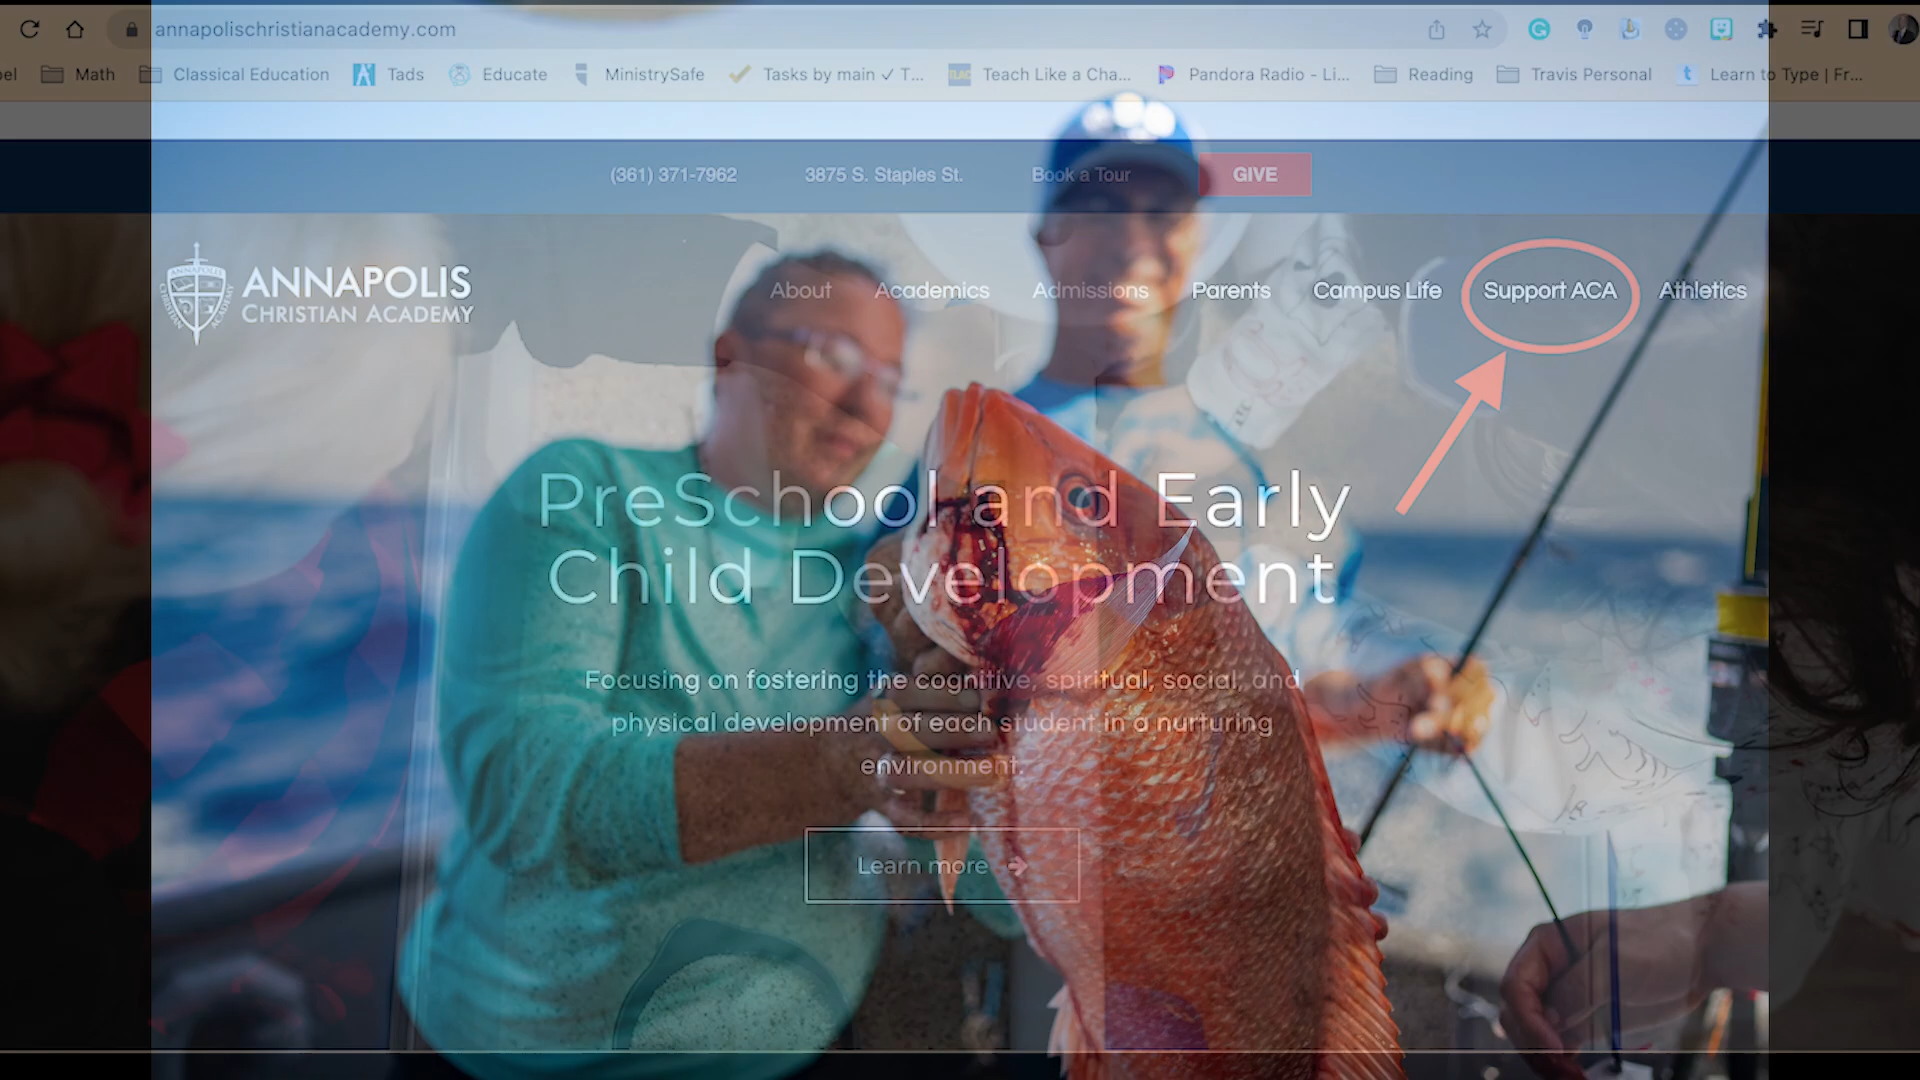 annapolischristianacademy.com
el Math Classical Education Tads Educate MinistrySafe Tasks by main ✓ T... TLAC Teach Like a Cha... Pandora Radio - Li... Reading Travis Personal t Learn to Type | Fr...
(361) 371-7962 3875 S. Staples St. Book a Tour GIVE
ANNAPOLIS
CHRISTIAN ACADEMY
About Academics Admissions Parents Campus Life Support ACA Athletics
PreSchool and Early
Child Development
Focusing on fostering the cognitive, spiritual, social, and
physical development of each student in a nurturing
environment.
Learn more